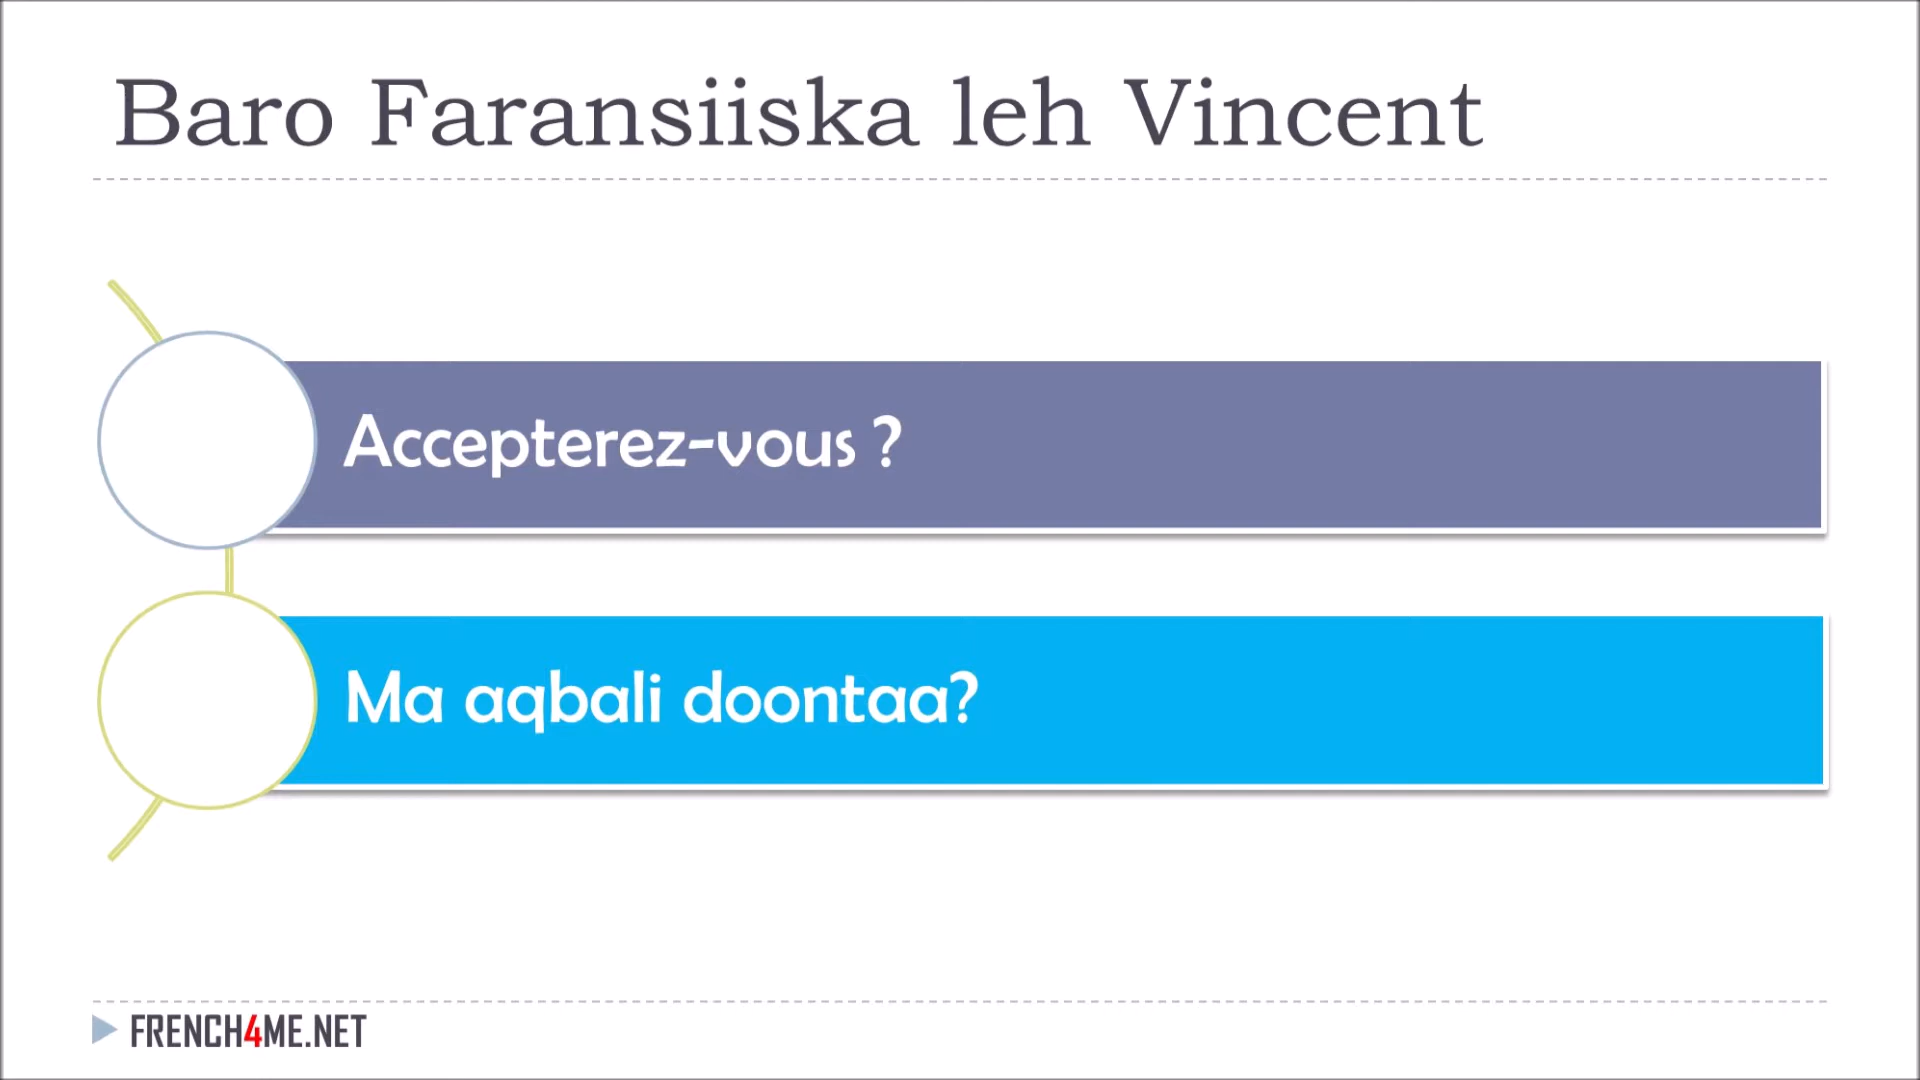 Baro Faransiiska leh Vincent
Accepterez-vous ?
Ma aqbali doontaa?
FRENCH4ME.NET